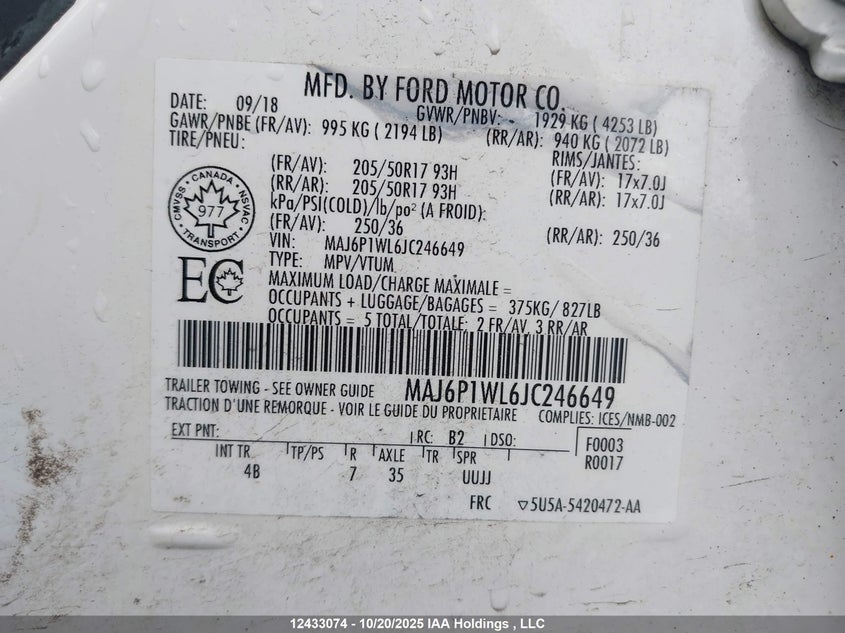 MFD. BY FORD MOTOR CO.
DATE: 09/18 GVWR/PNBV: 1929 KG ( 4253 LB)
GAWR/PNBE (FR/AV): 995 KG ( 2194 LB) (RR/AR): 940 KG ( 2072 LB)
TIRE/PNEU: RIMS/JANTES:
(FR/AV): 205/50R17 93H (FR/AV): 17x7.0J
(RR/AR): 205/50R17 93H (RR/AR): 17x7.0J
kPa/PSI(COLD)/lb/po² (A FROID):
(FR/AV): 250/36 (RR/AR): 250/36
VIN: MAJ6P1WL6JC246649
TYPE: MPV/VTUM
MAXIMUM LOAD/CHARGE MAXIMALE =
OCCUPANTS + LUGGAGE/BAGAGES = 375KG/ 827LB
OCCUPANTS = 5 TOTAL/TOTALE: 2 FR/AV, 3 RR/AR
CANADA
CMVSS NSVAC
977
TRANSPORT
EC
TRAILER TOWING - SEE OWNER GUIDE MAJ6P1WL6JC246649
TRACTION D'UNE REMORQUE - VOIR LE GUIDE DU PROPRIETAIRE COMPLIES: ICES/NMB-002
EXT PNT: RC: B2 DSO: F0003
INT TR TP/PS R AXLE TR SPR R0017
4B 7 35 UUJJ
FRC ▽5U5A-5420472-AA
12433074 - 10/20/2025 IAA Holdings , LLC